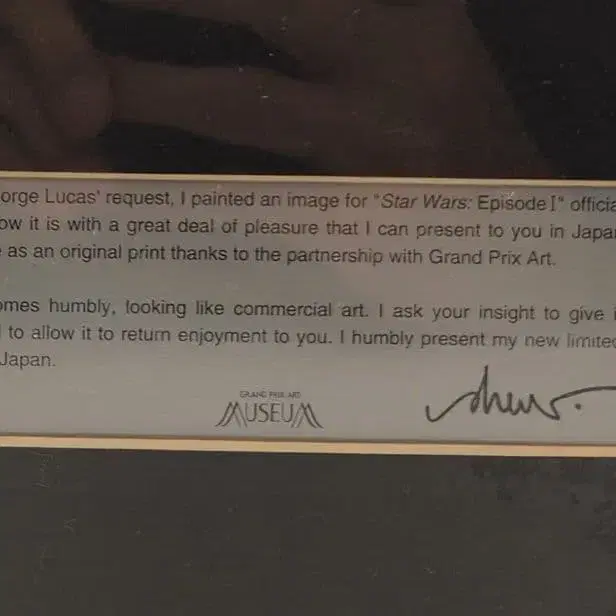 orge Lucas' request, I painted an image for "Star Wars: Episode I" officia
ow it is with a great deal of pleasure that I can present to you in Japan
as an original print thanks to the partnership with Grand Prix Art.
omes humbly, looking like commercial art. I ask your insight to give i
to allow it to return enjoyment to you. I humbly present my new limited
Japan.
GRAND PRIX ART
MUSEUM